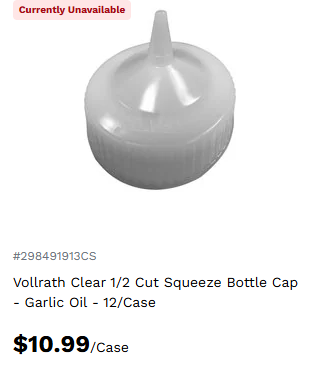 Currently Unavailable
#298491913CS
Vollrath Clear 1/2 Cut Squeeze Bottle Cap
- Garlic Oil - 12/Case
$10.99/Case